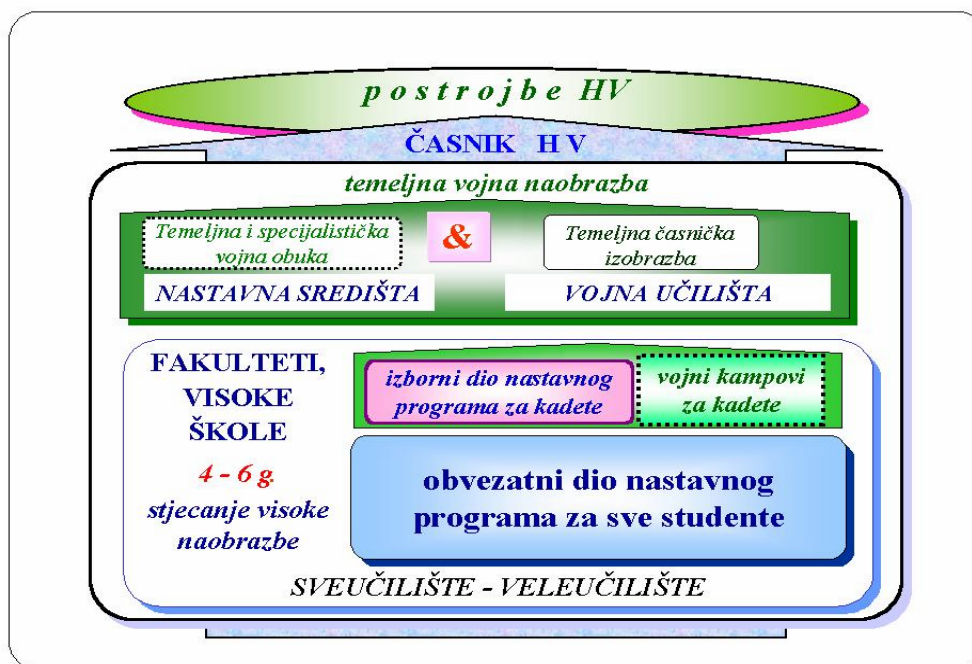 postrojbe HV
ČASNIK HV
temeljna vojna naobrazba
Temeljna i specijalistička
vojna obuka
&
Temeljna časnička
izobrazba
NASTAVNA SREDIŠTA
VOJNA UČILIŠTA
FAKULTETI,
VISOKE
ŠKOLE
4 - 6 g.
stjecanje visoke
naobrazbe
izborni dio nastavnog
programa za kadete
vojni kampovi
za kadete
obvezatni dio nastavnog
programa za sve studente
SVEUČILIŠTE - VELEUČILIŠTE